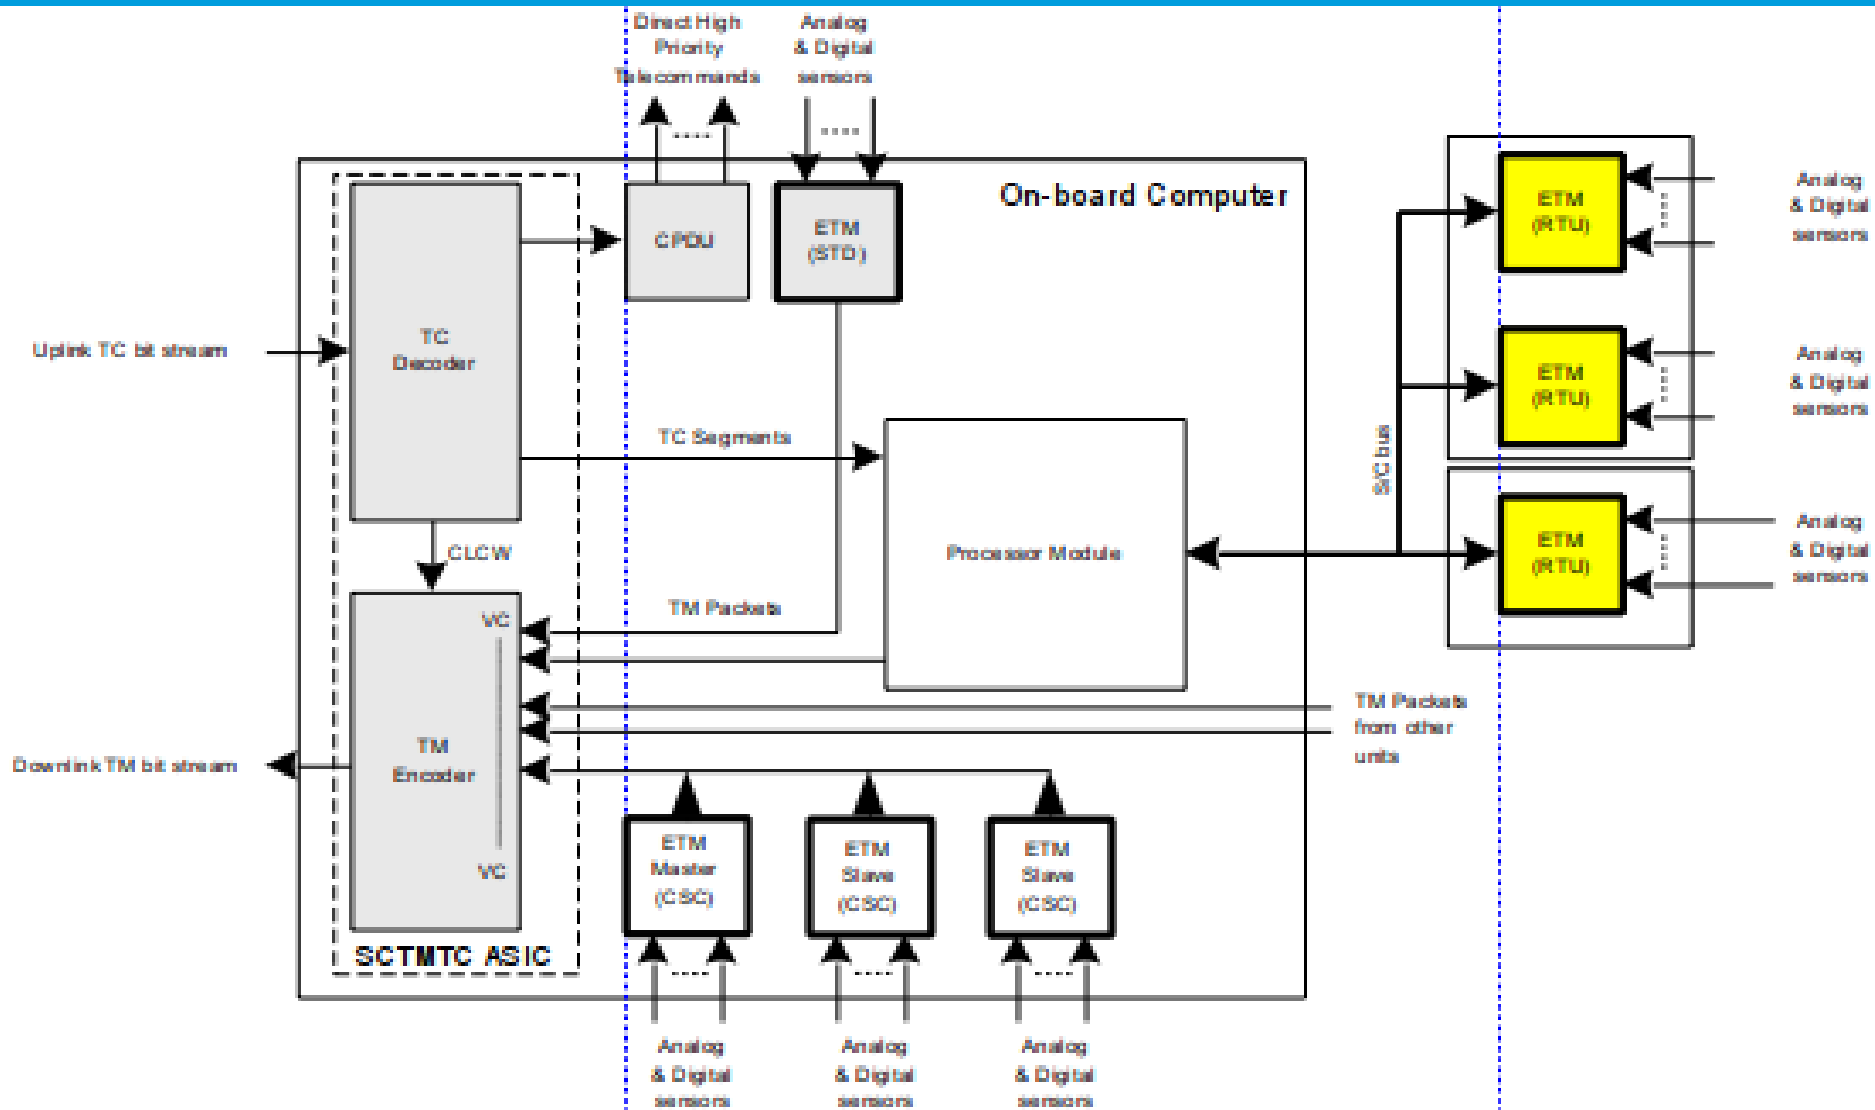 Direct High
Priority
Telecommands
Analog
& Digital
sensors
On-board Computer
TC
Decoder
CPDU
ETM
(STD)
ETM
(RTU)
Analog
& Digital
sensors
Uplink TC bit stream
TC Segments
ETM
(RTU)
Analog
& Digital
sensors
S/C bus
CLCW
Processor Module
ETM
(RTU)
Analog
& Digital
sensors
VC
TM Packets
TM Packets
from other
units
Downlink TM bit stream
TM
Encoder
VC
ETM
Master
(CSC)
ETM
Slave
(CSC)
ETM
Slave
(CSC)
SCTMTC ASIC
Analog
& Digital
sensors
Analog
& Digital
sensors
Analog
& Digital
sensors